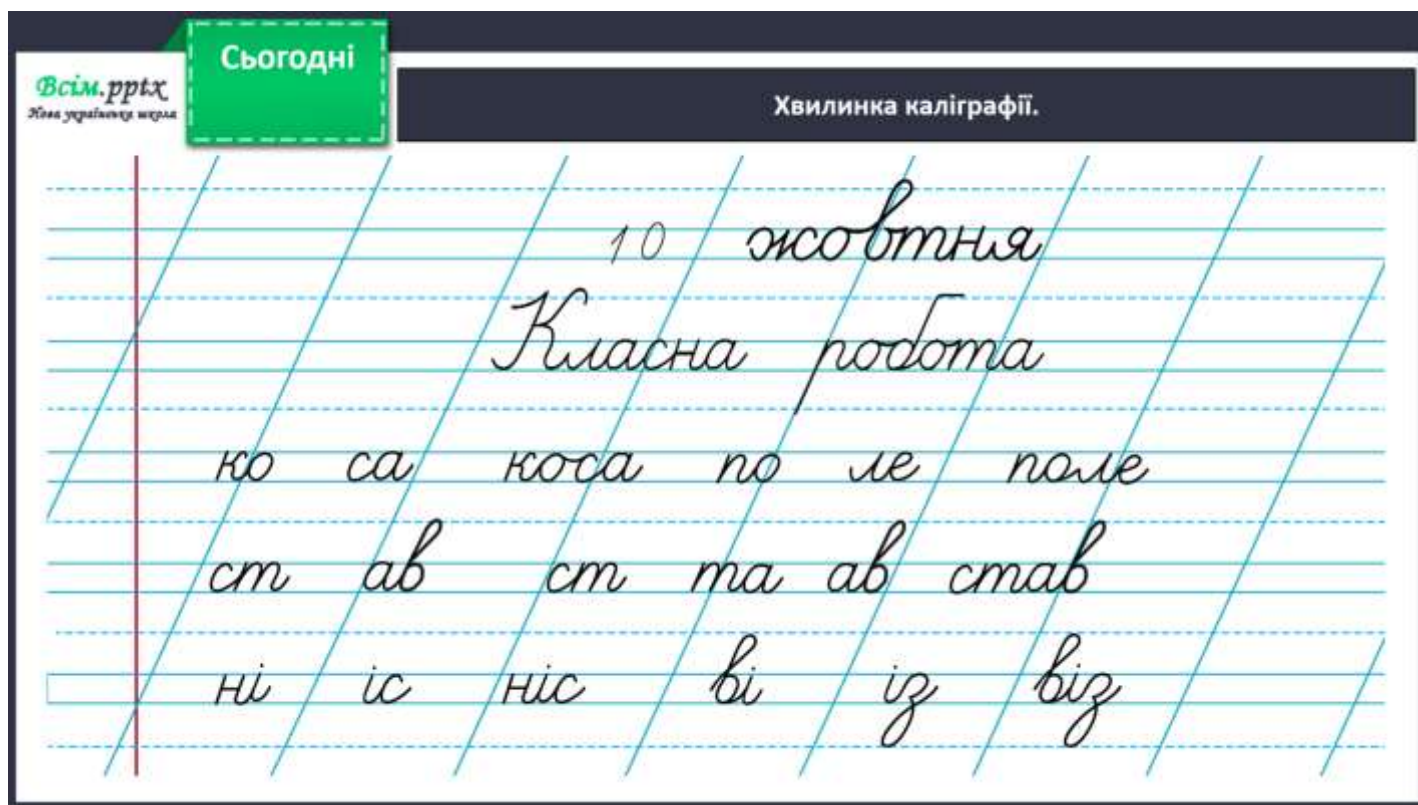 Сьогодні
Всім.pptx
Нова українська школа
Хвилинка каліграфії.
10 жовтня
Класна робота
ко са коса по ле поле
ст ав ст та ав став
ні іс ніс ві із віз